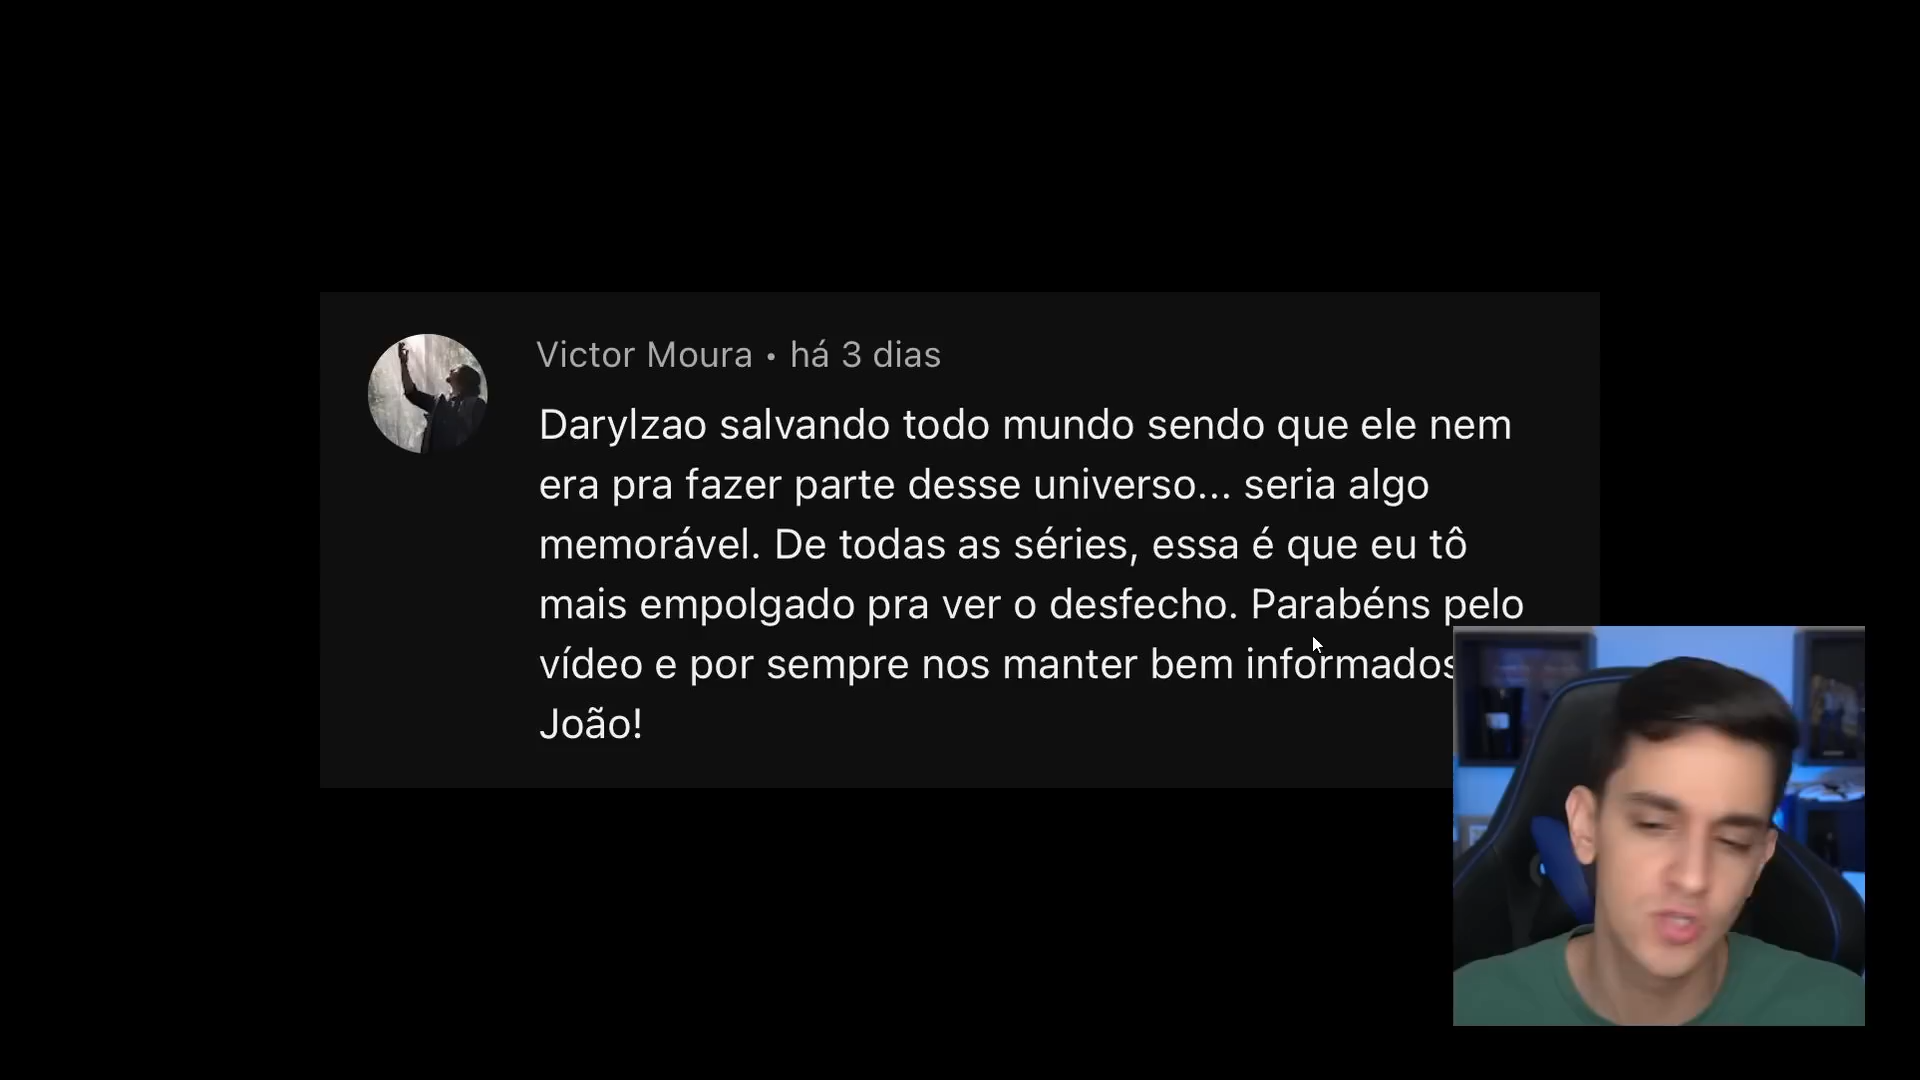 Victor Moura • há 3 dias
Darylzao salvando todo mundo sendo que ele nem
era pra fazer parte desse universo... seria algo
memorável. De todas as séries, essa é que eu tô
mais empolgado pra ver o desfecho. Parabéns pelo
vídeo e por sempre nos manter bem informados
João!